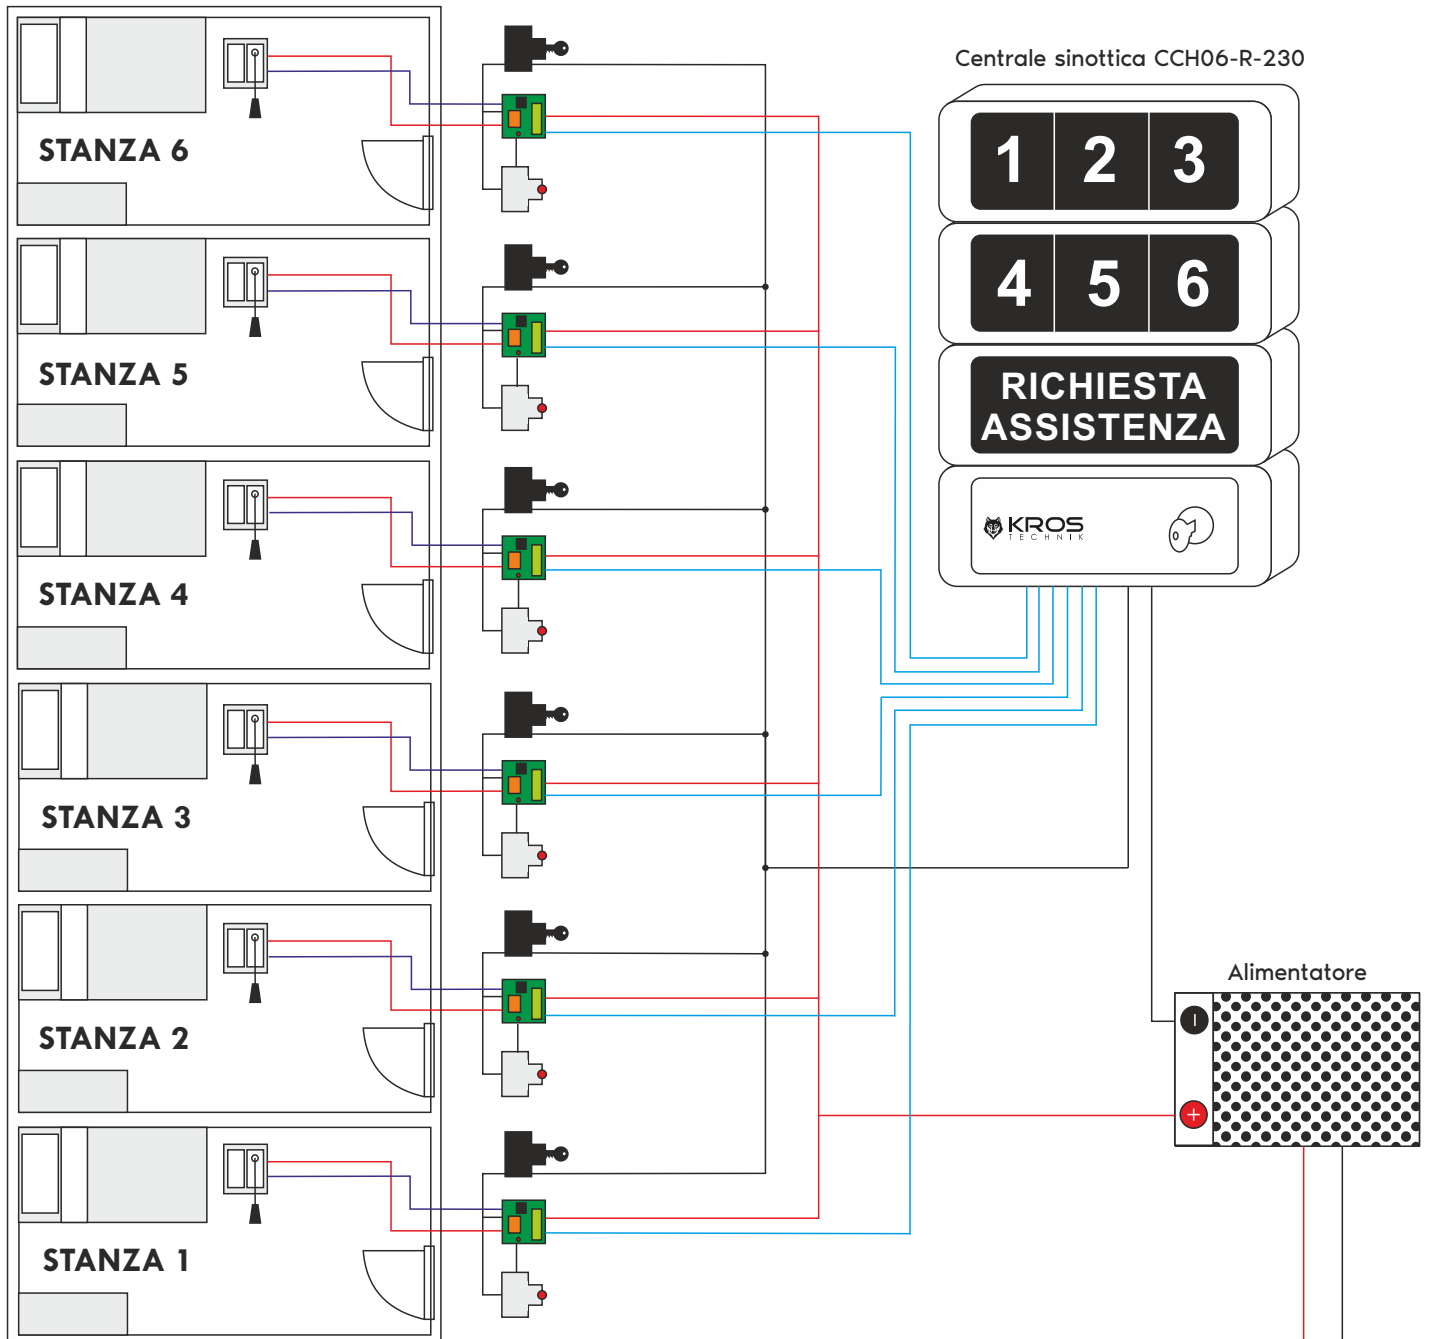 Centrale sinottica CCH06-R-230
1 2 3
4 5 6
RICHIESTA
ASSISTENZA
KROS
TECHNIK
STANZA 6
STANZA 5
STANZA 4
STANZA 3
STANZA 2
STANZA 1
Alimentatore
+